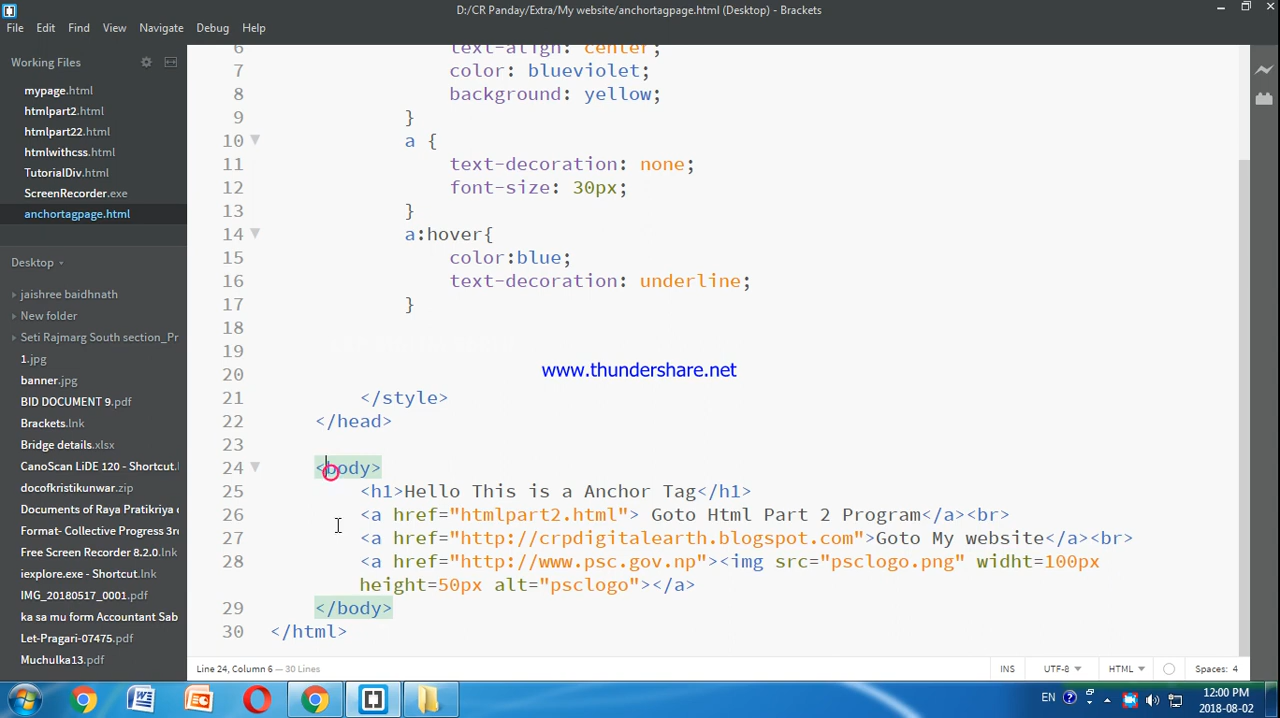 D:/CR Panday/Extra/My website/anchortagpage.html (Desktop) - Brackets
File Edit Find View Navigate Debug Help
Working Files
mypage.html
htmlpart2.html
htmlpart22.html
htmlwithcss.html
TutorialDiv.html
ScreenRecorder.exe
anchortagpage.html
Desktop
jaishree baidhnath
New folder
Seti Rajmarg South section_Pr
1.jpg
banner.jpg
BID DOCUMENT 9.pdf
Brackets.lnk
Bridge details.xlsx
CanoScan LiDE 120 - Shortcut.
docofkristikunwar.zip
Documents of Raya Pratikriya
Format- Collective Progress 3r
Free Screen Recorder 8.2.0.lnk
iexplore.exe - Shortcut.lnk
IMG_20180517_0001.pdf
ka sa mu form Accountant Sab
Let-Pragari-07475.pdf
Muchulka13.pdf
6 text-align: center;
7 color: blueviolet;
8 background: yellow;
9 }
10 a {
11 text-decoration: none;
12 font-size: 30px;
13 }
14 a:hover{
15 color:blue;
16 text-decoration: underline;
17 }
18
19
20
www.thundershare.net
21 </style>
22 </head>
23
24 <body>
25 <h1>Hello This is a Anchor Tag</h1>
26 <a href="htmlpart2.html"> Goto Html Part 2 Program</a><br>
27 <a href="http://crpdigitalearth.blogspot.com">Goto My website</a><br>
28 <a href="http://www.psc.gov.np"><img src="psclogo.png" widht=100px
height=50px alt="psclogo"></a>
29 </body>
30 </html>
Line 24, Column 6 — 30 Lines
INS UTF-8 HTML Spaces: 4
EN 12:00 PM
2018-08-02